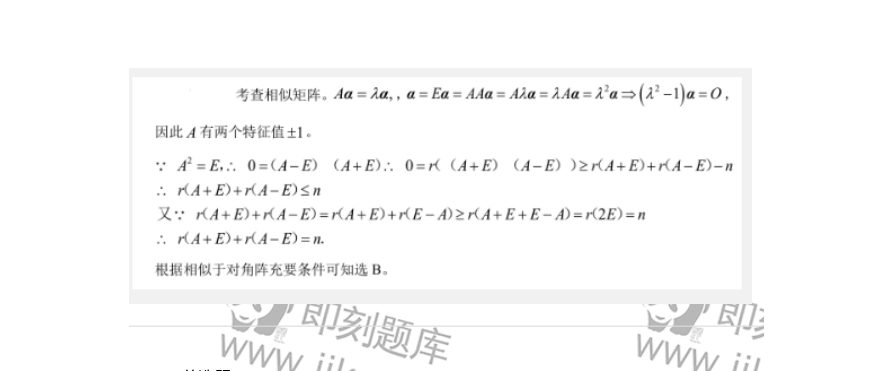 考查相似矩阵。Aα = λα, , α = Eα = AAα = Aλα = λAα = λ²α ⇒ (λ² −1)α = O ,
因此 A 有两个特征值 ±1 。
∵ A² = E,∴ 0=(A−E) (A+E)∴ 0=r( (A+E) (A−E) )≥r(A+E)+r(A−E)−n
∴ r(A+E)+r(A−E)≤n
又∵ r(A+E)+r(A−E)=r(A+E)+r(E−A)≥r(A+E+E−A)=r(2E)=n
∴ r(A+E)+r(A−E)=n.
根据相似于对角阵充要条件可知选 B。
即刻题库